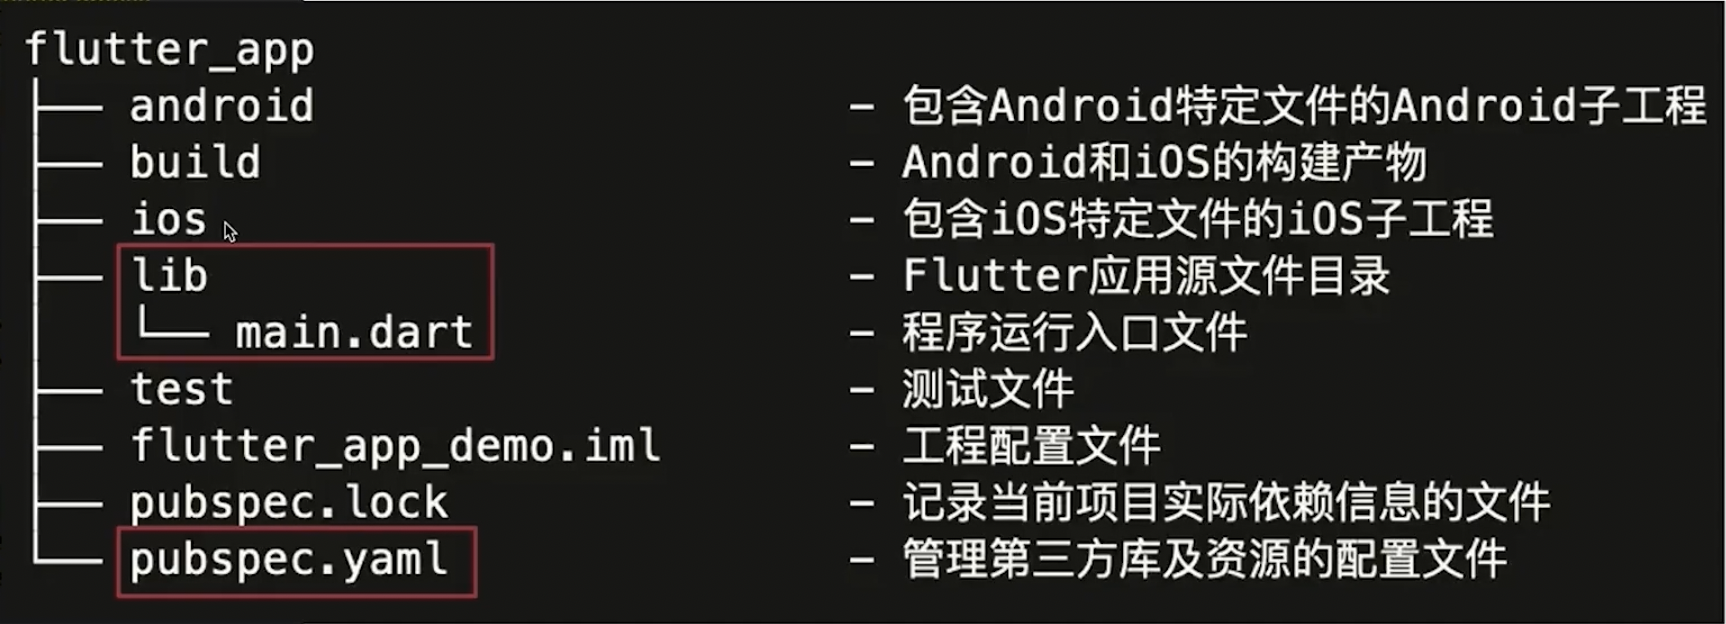 flutter_app
├── android – 包含Android特定文件的Android子工程
├── build – Android和iOS的构建产物
├── ios – 包含iOS特定文件的iOS子工程
├── lib – Flutter应用源文件目录
│   └── main.dart – 程序运行入口文件
├── test – 测试文件
├── flutter_app_demo.iml – 工程配置文件
├── pubspec.lock – 记录当前项目实际依赖信息的文件
└── pubspec.yaml – 管理第三方库及资源的配置文件